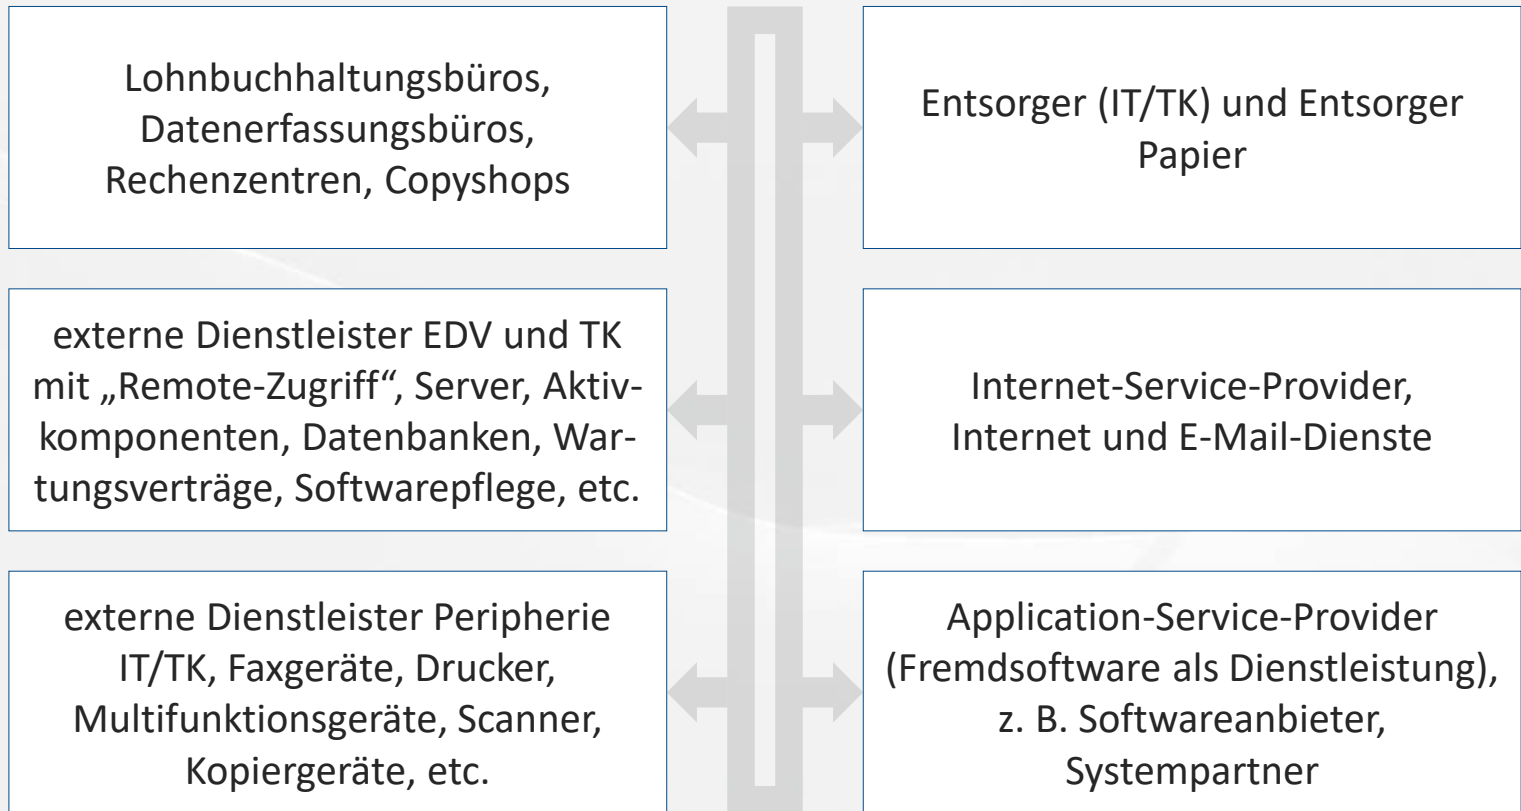 Lohnbuchhaltungsbüros,
Datenerfassungsbüros,
Rechenzentren, Copyshops
Entsorger (IT/TK) und Entsorger
Papier
externe Dienstleister EDV und TK
mit „Remote-Zugriff“, Server, Aktiv-
komponenten, Datenbanken, War-
tungsverträge, Softwarepflege, etc.
Internet-Service-Provider,
Internet und E-Mail-Dienste
externe Dienstleister Peripherie
IT/TK, Faxgeräte, Drucker,
Multifunktionsgeräte, Scanner,
Kopiergeräte, etc.
Application-Service-Provider
(Fremdsoftware als Dienstleistung),
z. B. Softwareanbieter,
Systempartner